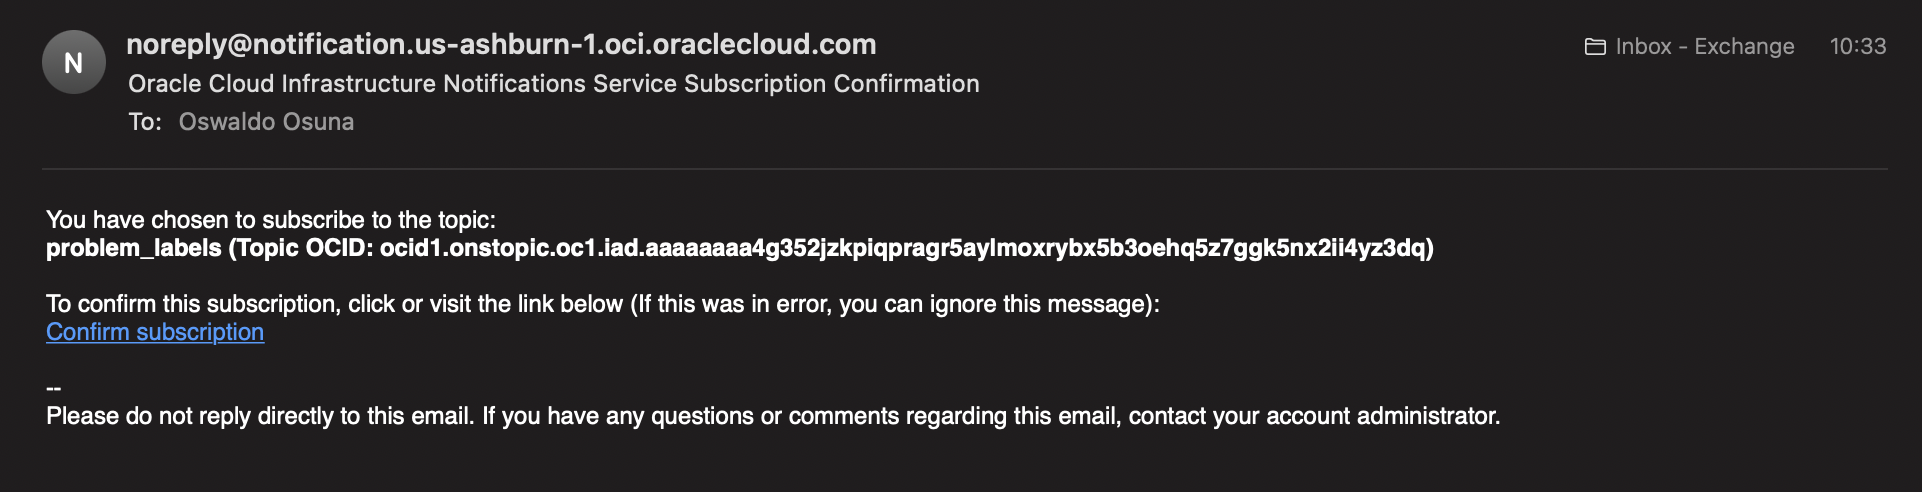 N
noreply@notification.us-ashburn-1.oci.oraclecloud.com
Inbox - Exchange 10:33
Oracle Cloud Infrastructure Notifications Service Subscription Confirmation
To: Oswaldo Osuna
You have chosen to subscribe to the topic:
problem_labels (Topic OCID: ocid1.onstopic.oc1.iad.aaaaaaaa4g352jzkpiqpragr5aylmoxrybx5b3oehq5z7ggk5nx2ii4yz3dq)
To confirm this subscription, click or visit the link below (If this was in error, you can ignore this message):
Confirm subscription
--
Please do not reply directly to this email. If you have any questions or comments regarding this email, contact your account administrator.